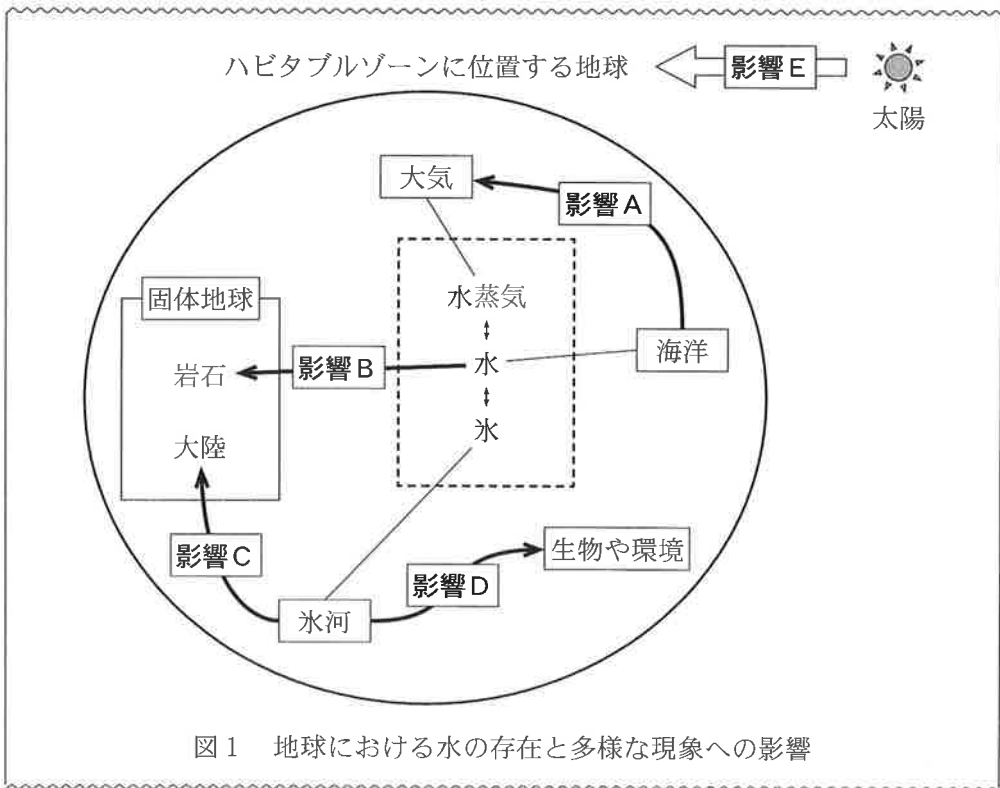 ハビタブルゾーンに位置する地球
影響E
太陽
大気
影響A
水蒸気
固体地球
海洋
水
影響B
岩石
氷
大陸
影響C
生物や環境
影響D
氷河
図1 地球における水の存在と多様な現象への影響